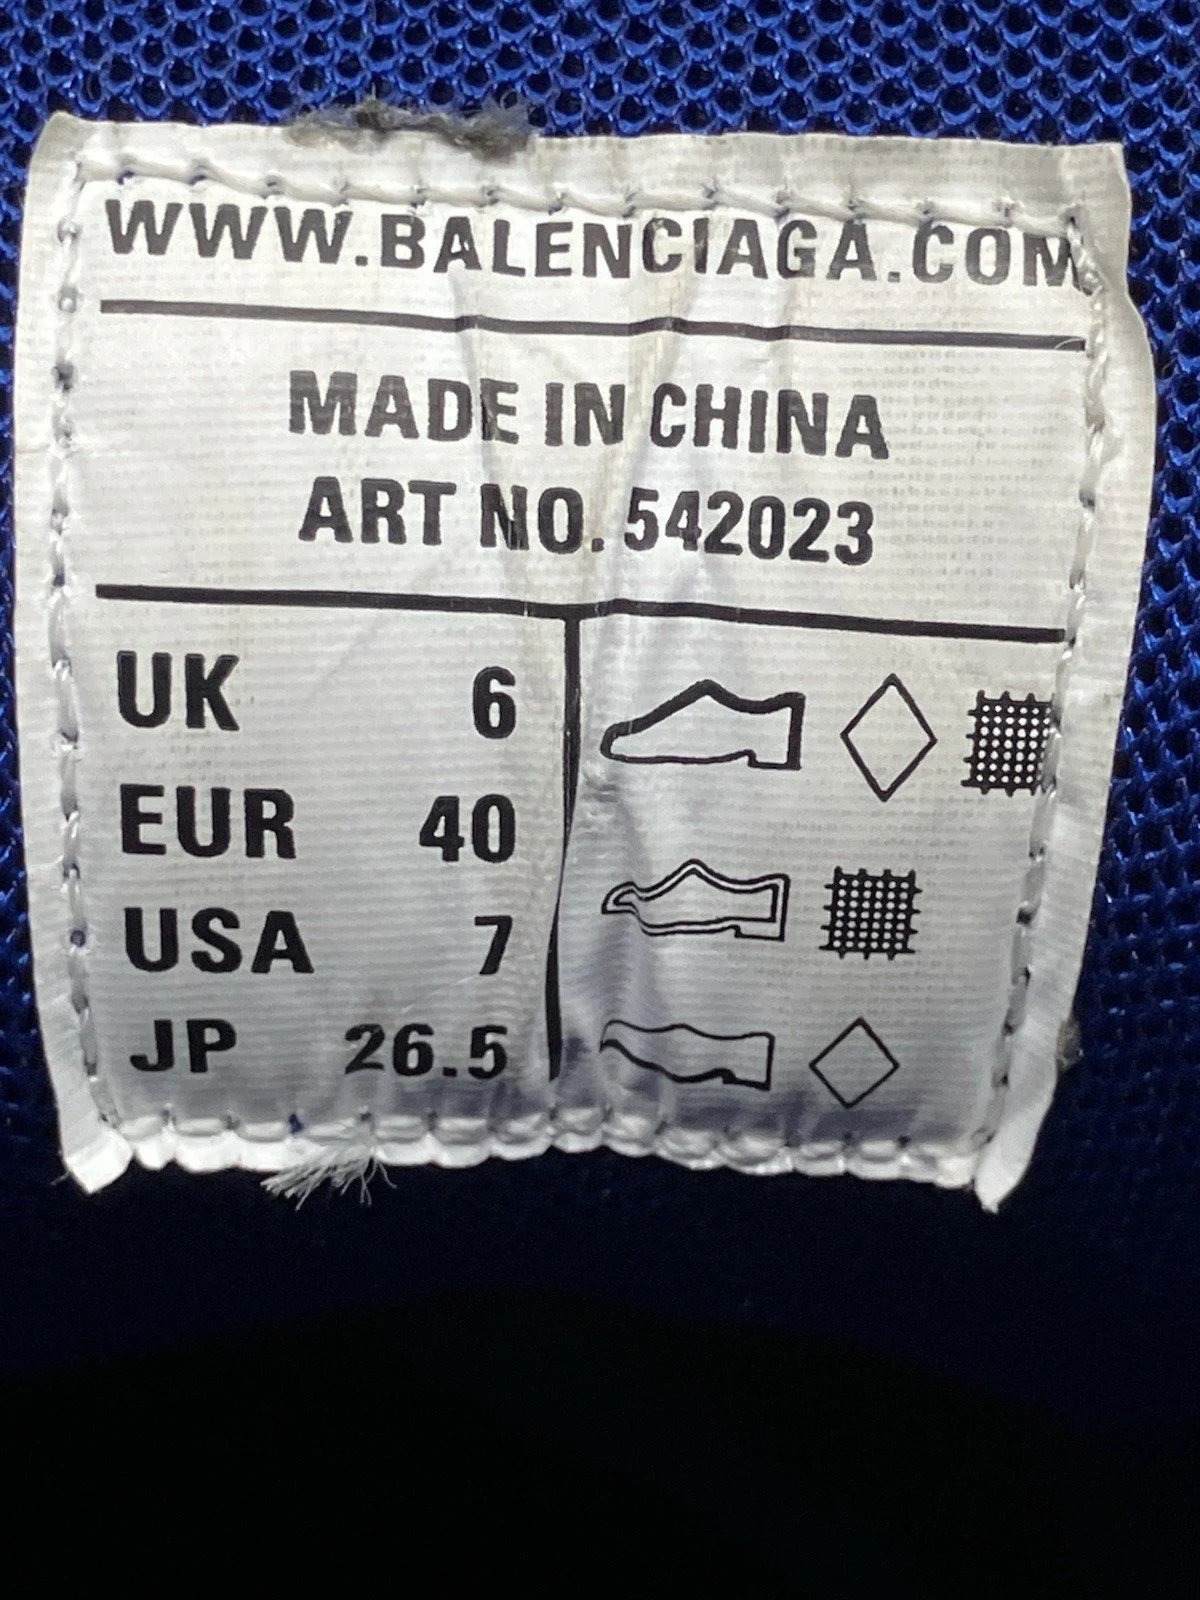 WWW.BALENCIAGA.COM
MADE IN CHINA
ART NO. 542023
UK 6
EUR 40
USA 7
JP 26.5